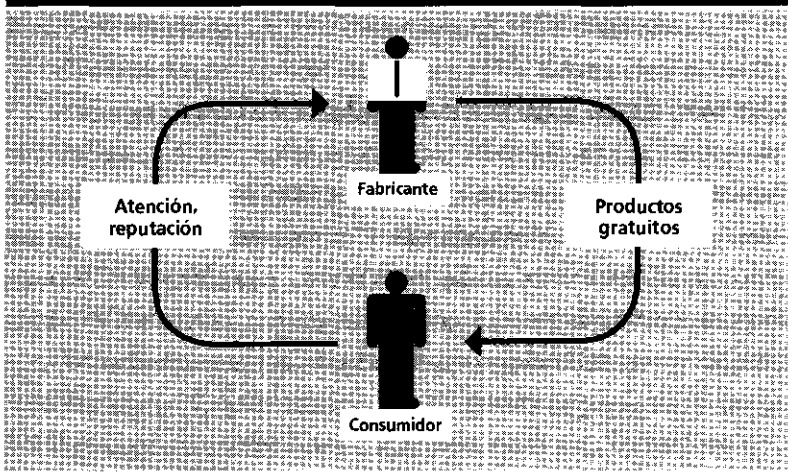 Fabricante
Atención,
reputación
Productos
gratuitos
Consumidor